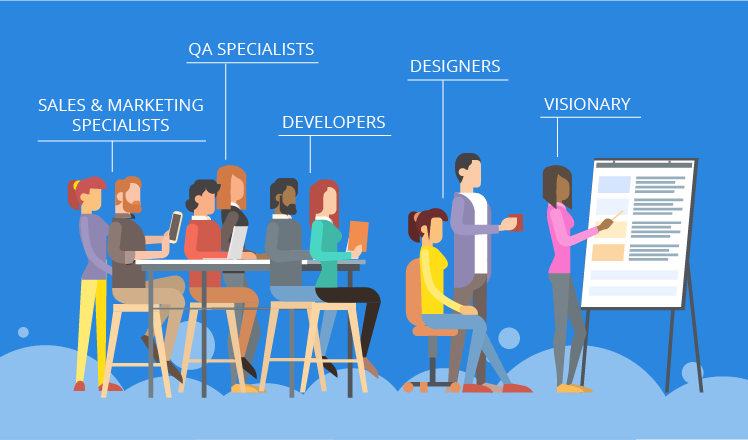 QA SPECIALISTS
DESIGNERS
SALES & MARKETING
SPECIALISTS
VISIONARY
DEVELOPERS